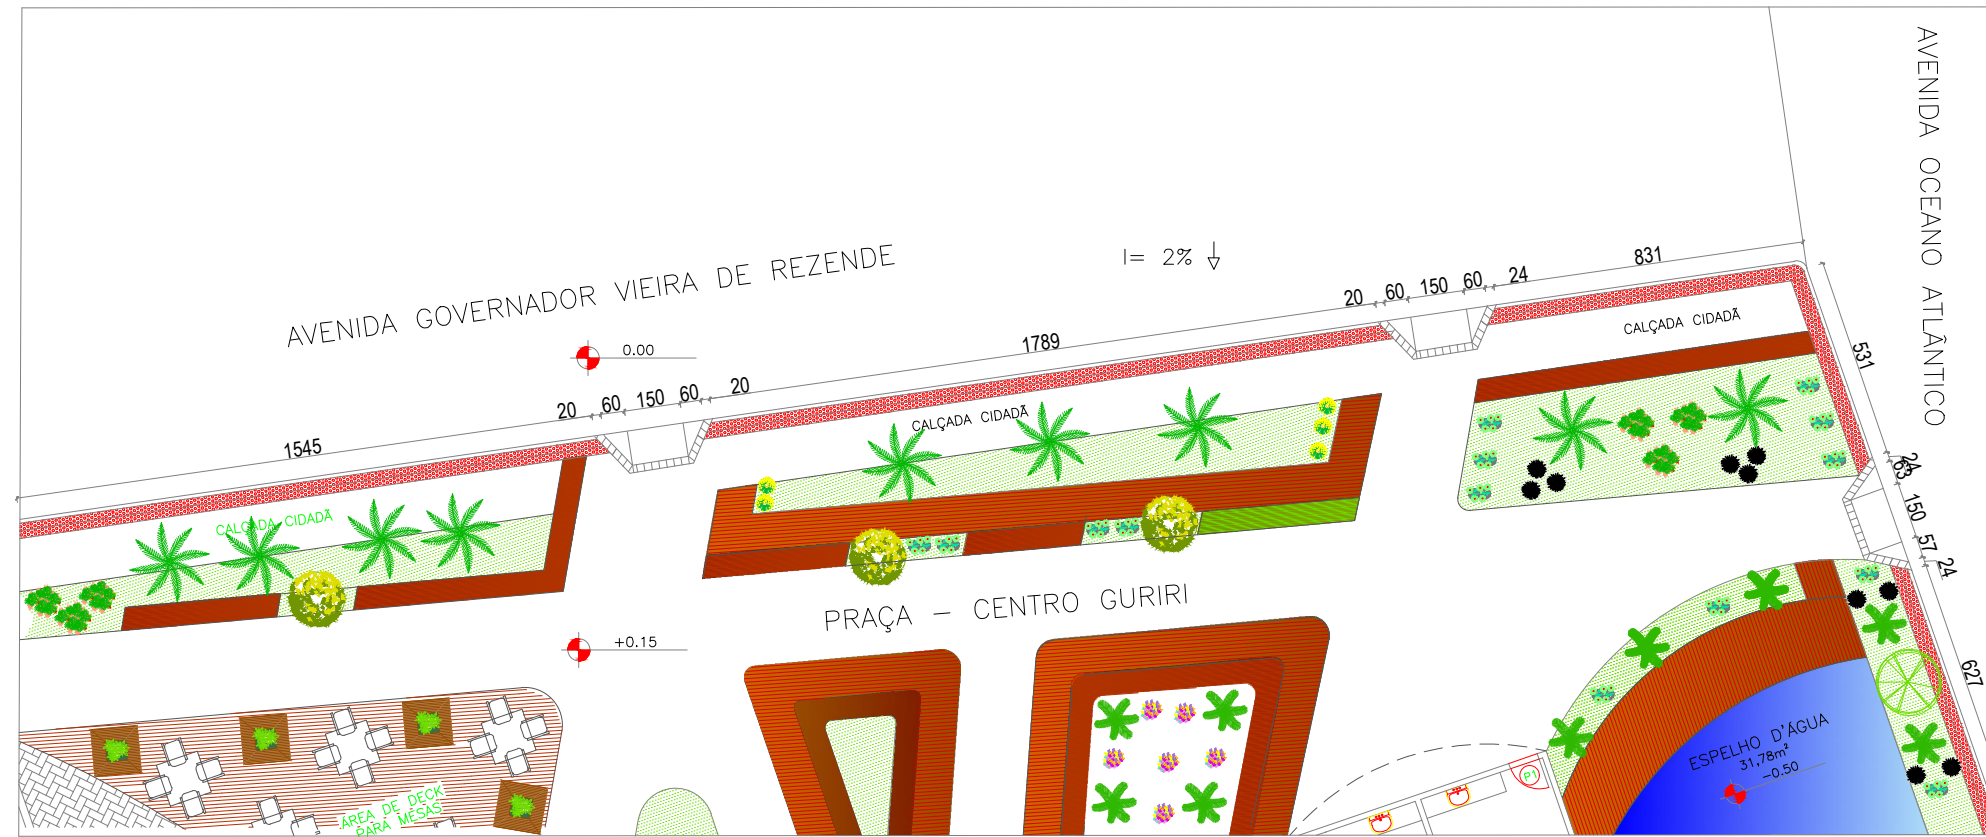 AVENIDA GOVERNADOR VIEIRA DE REZENDE
I= 2%
AVENIDA OCEANO ATLÂNTICO
0.00
1545
20
60
150
60
20
1789
20
60
150
60
24
831
531
24
63
150
57
24
627
CALÇADA CIDADÃ
CALÇADA CIDADÃ
CALÇADA CIDADÃ
PRAÇA – CENTRO GURIRI
+0.15
ÁREA DE DECK
PARA MESAS
P1
ESPELHO D'ÁGUA
31.78m²
-0.50